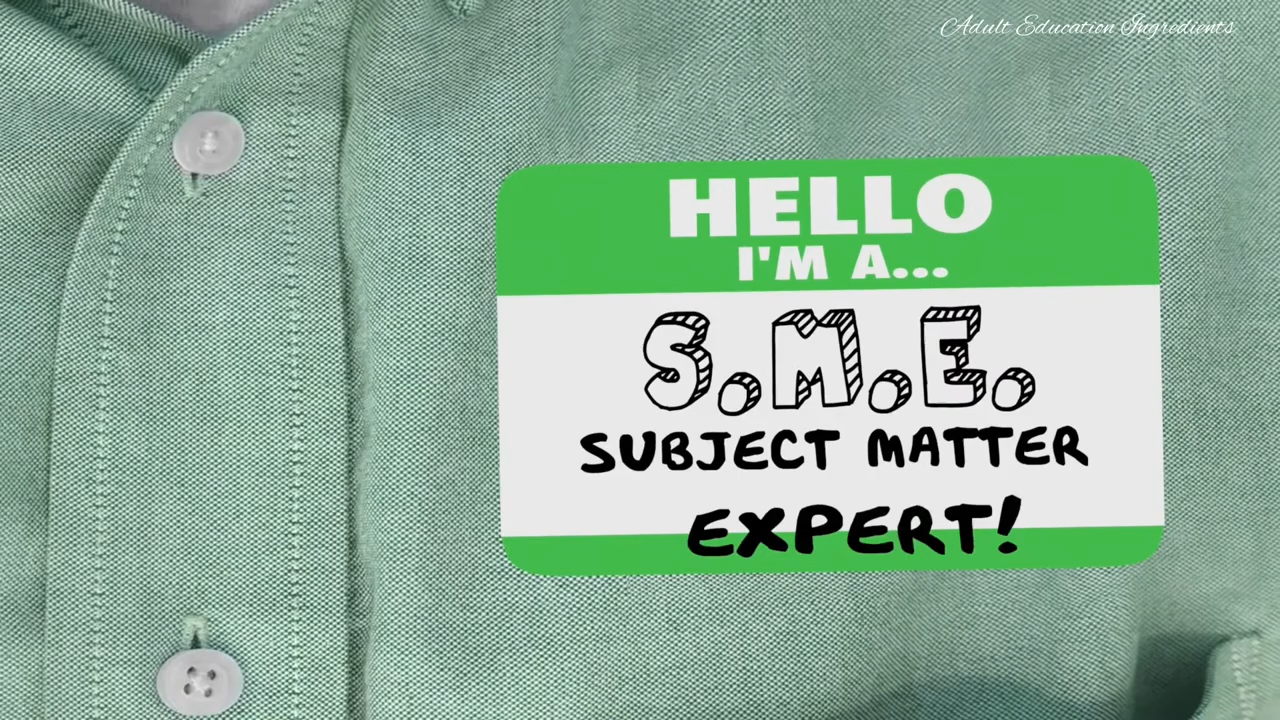 Adult Education Ingredients
HELLO
I'M A...
S.M.E.
SUBJECT MATTER
EXPERT!